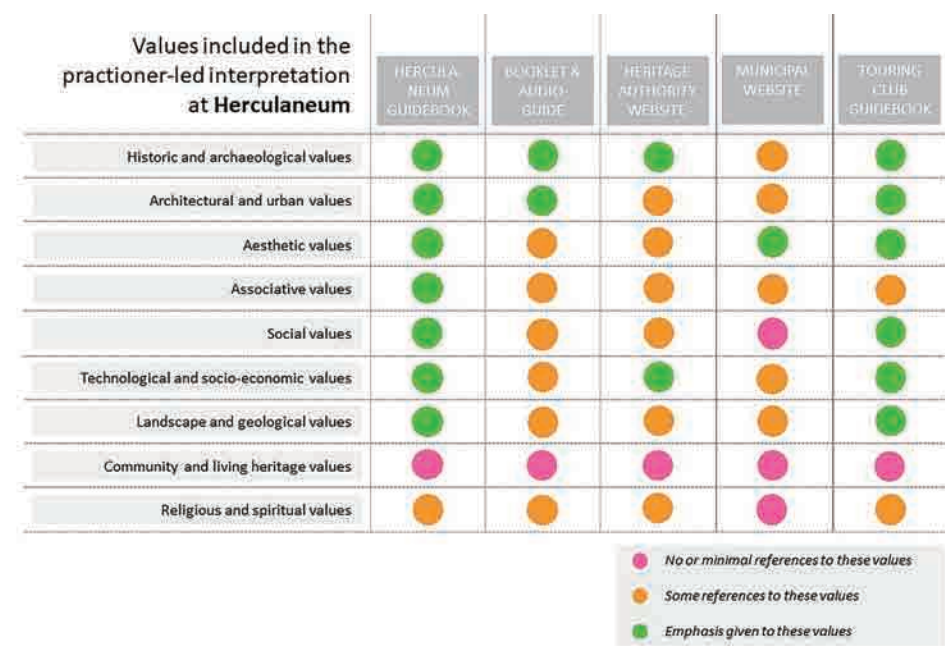 Values included in the
practioner-led interpretation
at Herculaneum
HERCULA-
NEUM
GUIDEBOOK
BOOKLET &
AUDIO-
GUIDE
HERITAGE
AUTHORITY
WEBSITE
MUNICIPAL
WEBSITE
TOURING
CLUB
GUIDEBOOK
Historic and archaeological values
Architectural and urban values
Aesthetic values
Associative values
Social values
Technological and socio-economic values
Landscape and geological values
Community and living heritage values
Religious and spiritual values
No or minimal references to these values
Some references to these values
Emphasis given to these values